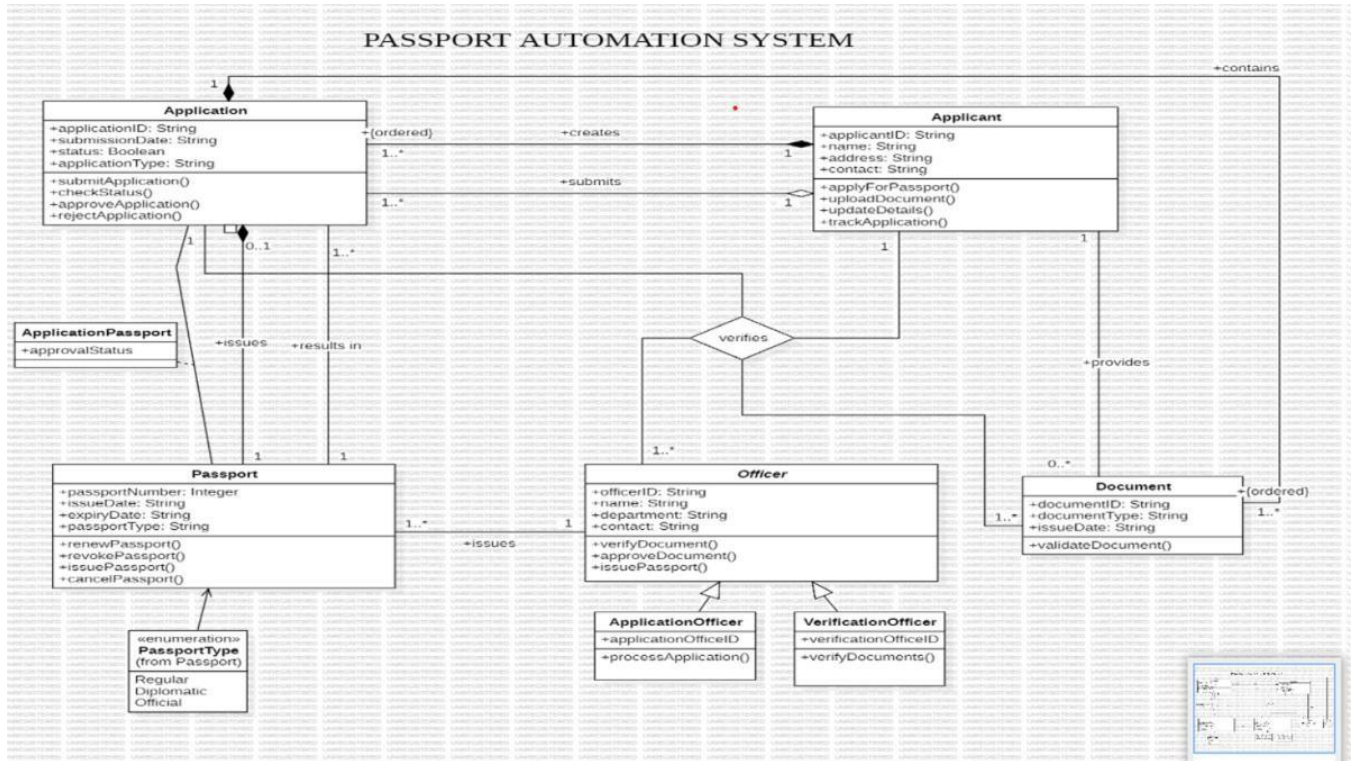 PASSPORT AUTOMATION SYSTEM
+contains
1
Application
+applicationID: String
+submissionDate: String
+status: Boolean
+applicationType: String
+submitApplication()
+checkStatus()
+approveApplication()
+rejectApplication()
+{ordered}
1..*
+creates
1
+submits
1..*
1
Applicant
+applicantID: String
+name: String
+address: String
+contact: String
+applyForPassport()
+uploadDocument()
+updateDetails()
+trackApplication()
1
0..1
1..*
1
1
ApplicationPassport
+approvalStatus
+issues
+results in
verifies
+provides
1
1
1..*
0..*
Passport
+passportNumber: Integer
+issueDate: String
+expiryDate: String
+passportType: String
+renewPassport()
+revokePassport()
+issuePassport()
+cancelPassport()
1..*
+issues
1
Officer
+officerID: String
+name: String
+department: String
+contact: String
+verifyDocument()
+approveDocument()
+issuePassport()
1..*
Document
+documentID: String
+documentType: String
+issueDate: String
+validateDocument()
+{ordered}
1..*
«enumeration»
PassportType
(from Passport)
Regular
Diplomatic
Official
ApplicationOfficer
+applicationOfficeID
+processApplication()
VerificationOfficer
+verificationOfficeID
+verifyDocuments()